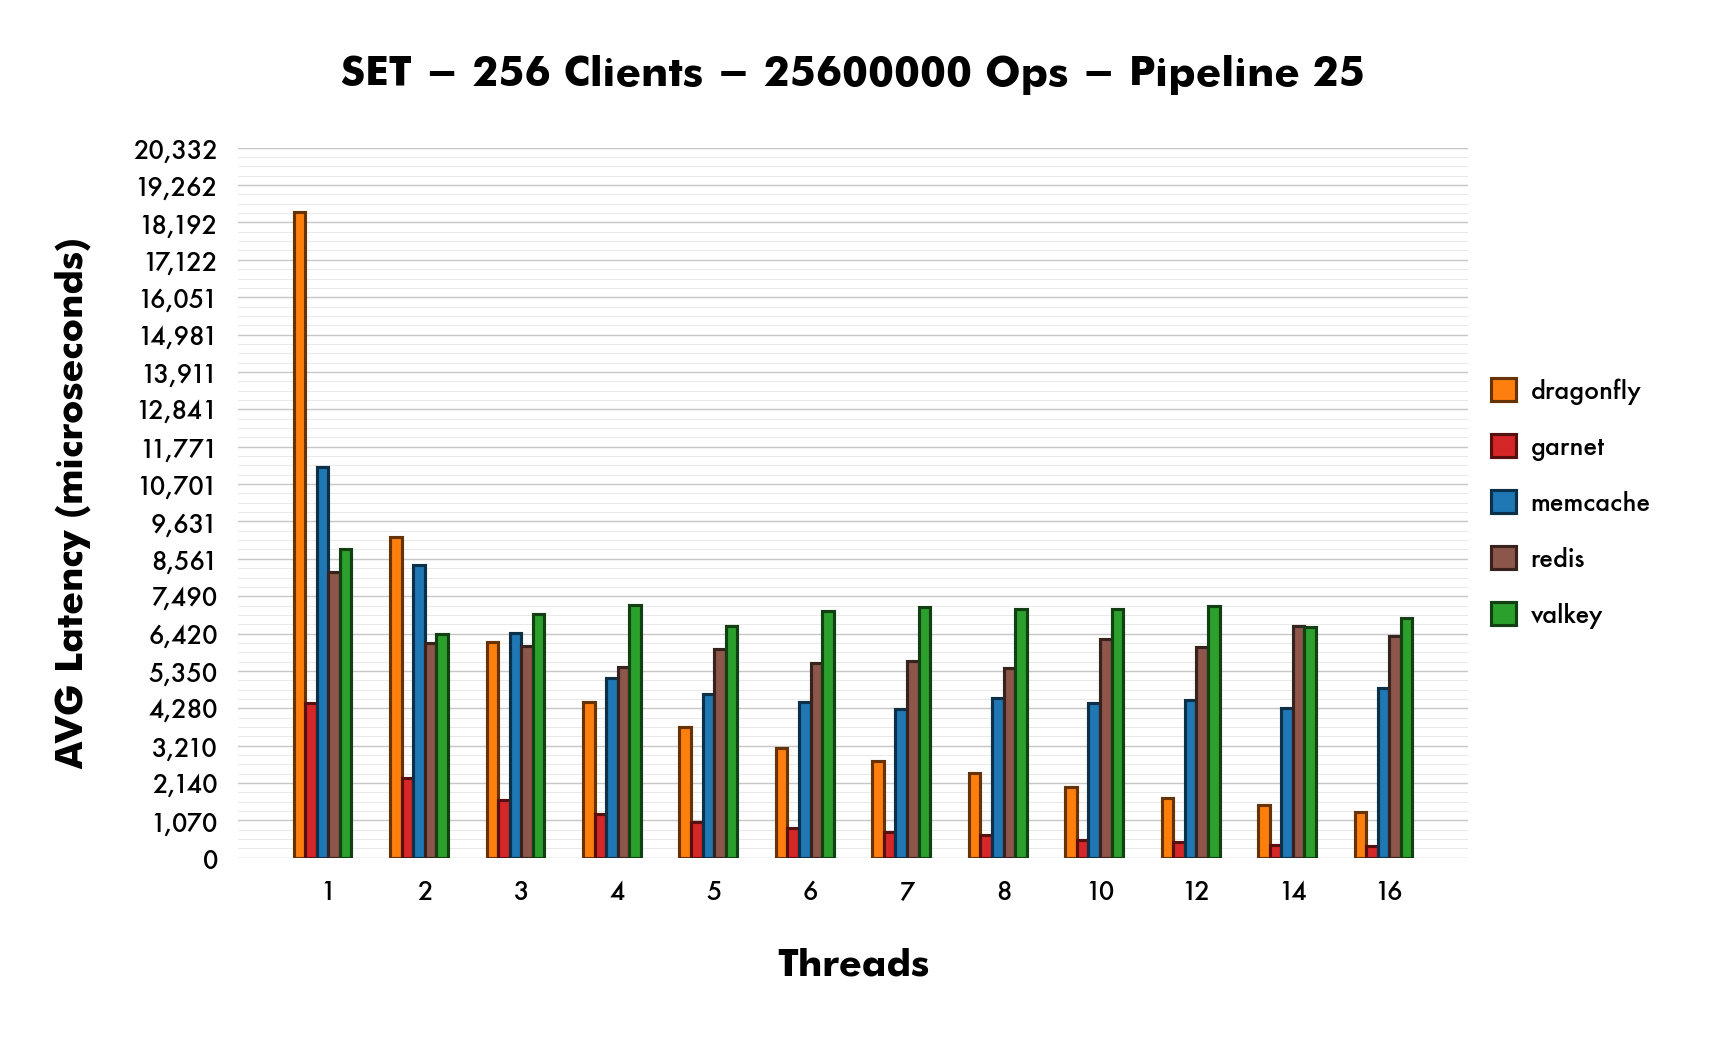 SET – 256 Clients – 25600000 Ops – Pipeline 25
AVG Latency (microseconds)
20,332
19,262
18,192
17,122
16,051
14,981
13,911
12,841
11,771
10,701
9,631
8,561
7,490
6,420
5,350
4,280
3,210
2,140
1,070
0
1 2 3 4 5 6 7 8 10 12 14 16
Threads
dragonfly
garnet
memcache
redis
valkey